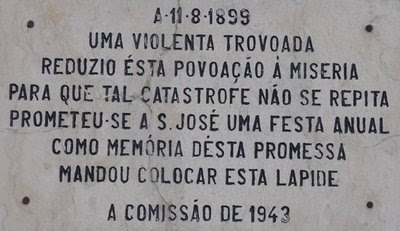 A·11·8·1899
UMA VIOLENTA TROVOADA
REDUZIO ÉSTA POVOAÇÃO À MISERIA
PARA QUE TAL CATASTROFE NÃO SE REPITA
PROMETEU-SE A S. JOSÉ UMA FESTA ANUAL
COMO MEMÓRIA DÉSTA PROMESSA
MANDOU COLOCAR ESTA LAPIDE
A COMISSÃO DE 1943